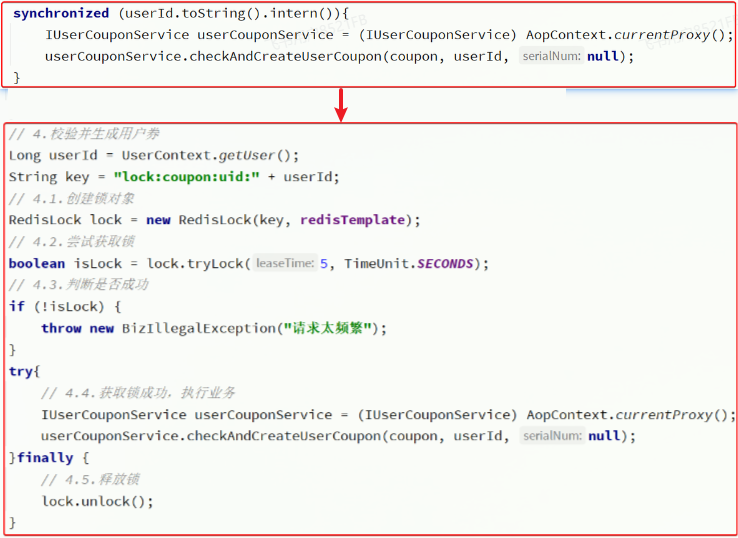 synchronized (userId.toString().intern()){
IUserCouponService userCouponService = (IUserCouponService) AopContext.currentProxy();
userCouponService.checkAndCreateUserCoupon(coupon, userId, serialNum: null);
}
// 4.校验并生成用户券
Long userId = UserContext.getUser();
String key = "lock:coupon:uid:" + userId;
// 4.1.创建锁对象
RedisLock lock = new RedisLock(key, redisTemplate);
// 4.2.尝试获取锁
boolean isLock = lock.tryLock( leaseTime: 5, TimeUnit.SECONDS);
// 4.3.判断是否成功
if (!isLock) {
throw new BizIllegalException("请求太频繁");
}
try{
// 4.4.获取锁成功，执行业务
IUserCouponService userCouponService = (IUserCouponService) AopContext.currentProxy();
userCouponService.checkAndCreateUserCoupon(coupon, userId, serialNum: null);
}finally {
// 4.5.释放锁
lock.unlock();
}